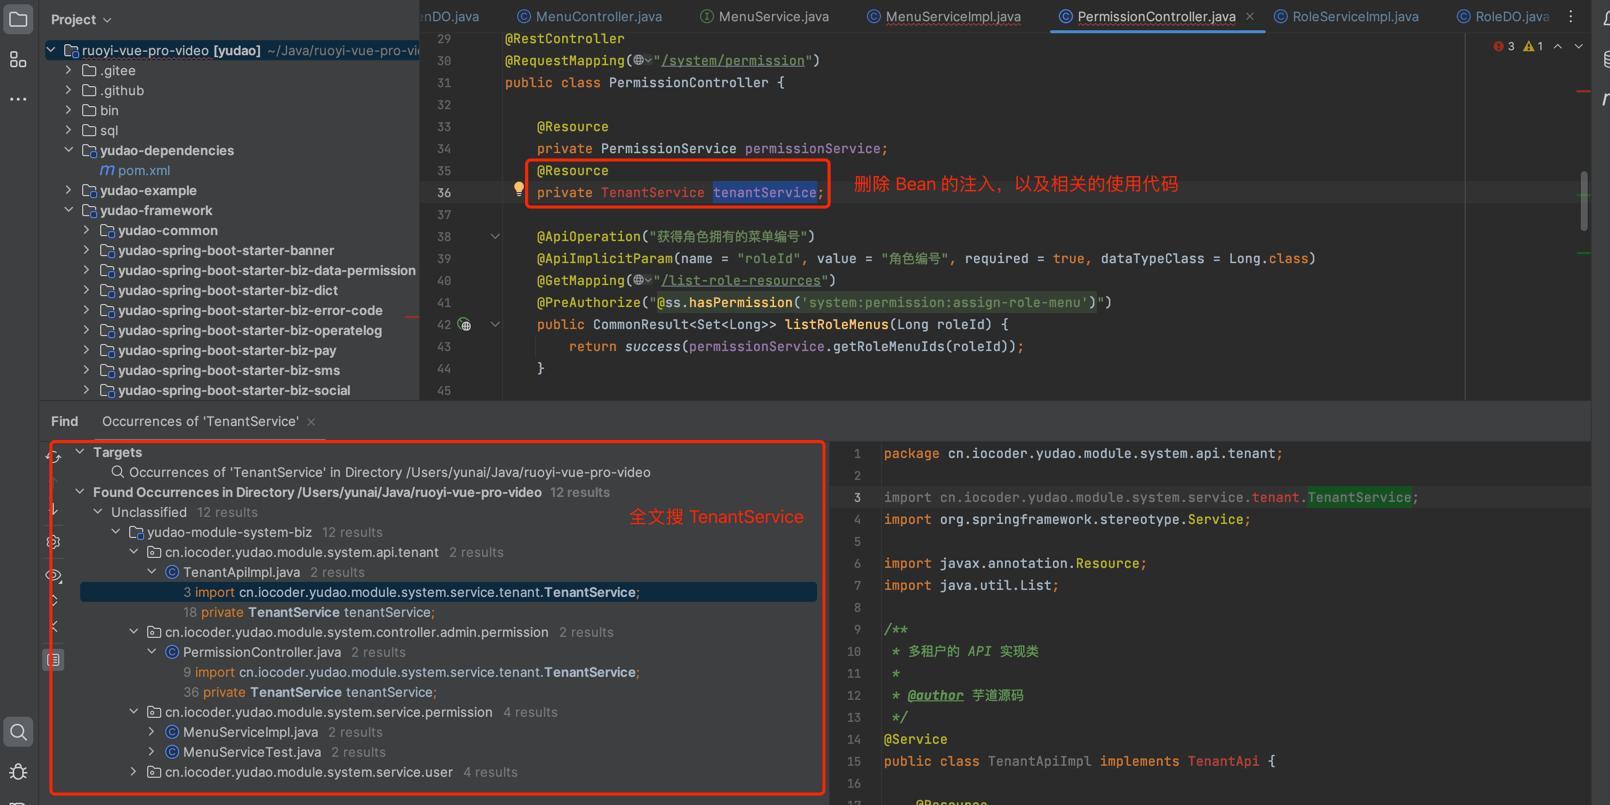 Project
nDO.java
MenuController.java
MenuService.java
MenuServiceImpl.java
PermissionController.java
RoleServiceImpl.java
RoleDO.java
ruoyi-vue-pro-video [yudao] ~/Java/ruoyi-vue-pro-vi
.gitee
.github
bin
sql
yudao-dependencies
pom.xml
yudao-example
yudao-framework
yudao-common
yudao-spring-boot-starter-banner
yudao-spring-boot-starter-biz-data-permission
yudao-spring-boot-starter-biz-dict
yudao-spring-boot-starter-biz-error-code
yudao-spring-boot-starter-biz-operatelog
yudao-spring-boot-starter-biz-pay
yudao-spring-boot-starter-biz-sms
yudao-spring-boot-starter-biz-social
3 1
29 @RestController
30 @RequestMapping("/system/permission")
31 public class PermissionController {
32
33 @Resource
34 private PermissionService permissionService;
35 @Resource
36 private TenantService tenantService;
删除 Bean 的注入，以及相关的使用代码
37
38 @ApiOperation("获得角色拥有的菜单编号")
39 @ApiImplicitParam(name = "roleId", value = "角色编号", required = true, dataTypeClass = Long.class)
40 @GetMapping("/list-role-resources")
41 @PreAuthorize("@ss.hasPermission('system:permission:assign-role-menu')")
42 public CommonResult<Set<Long>> listRoleMenus(Long roleId) {
43 return success(permissionService.getRoleMenuIds(roleId));
44 }
45
Find
Occurrences of 'TenantService'
Targets
Occurrences of 'TenantService' in Directory /Users/yunai/Java/ruoyi-vue-pro-video
Found Occurrences in Directory /Users/yunai/Java/ruoyi-vue-pro-video 12 results
Unclassified 12 results
全文搜 TenantService
yudao-module-system-biz 12 results
cn.iocoder.yudao.module.system.api.tenant 2 results
TenantApiImpl.java 2 results
3 import cn.iocoder.yudao.module.system.service.tenant.TenantService;
18 private TenantService tenantService;
cn.iocoder.yudao.module.system.controller.admin.permission 2 results
PermissionController.java 2 results
9 import cn.iocoder.yudao.module.system.service.tenant.TenantService;
36 private TenantService tenantService;
cn.iocoder.yudao.module.system.service.permission 4 results
MenuServiceImpl.java 2 results
MenuServiceTest.java 2 results
cn.iocoder.yudao.module.system.service.user 4 results
1 package cn.iocoder.yudao.module.system.api.tenant;
2
3 import cn.iocoder.yudao.module.system.service.tenant.TenantService;
4 import org.springframework.stereotype.Service;
5
6 import javax.annotation.Resource;
7 import java.util.List;
8
9 /**
10 * 多租户的 API 实现类
11 *
12 * @author 芋道源码
13 */
14 @Service
15 public class TenantApiImpl implements TenantApi {
16
17 @Resource